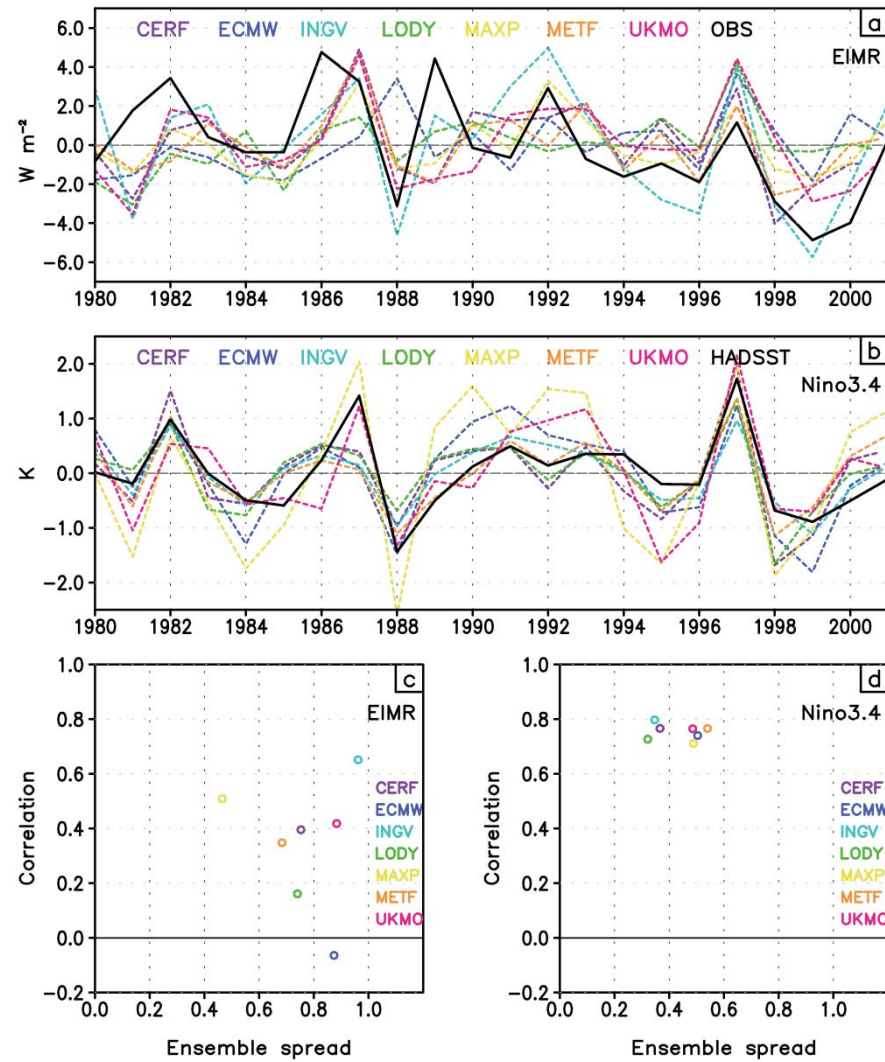 CERF ECMW INGV LODY MAXP METF UKMO OBS a
EIMR
6.0
4.0
2.0
0.0
−2.0
−4.0
−6.0
W m⁻²
1980 1982 1984 1986 1988 1990 1992 1994 1996 1998 2000
CERF ECMW INGV LODY MAXP METF UKMO HADSST b
Nino3.4
2.0
1.0
0.0
−1.0
−2.0
K
1980 1982 1984 1986 1988 1990 1992 1994 1996 1998 2000
c
EIMR
1.0
0.8
0.6
0.4
0.2
0.0
−0.2
Correlation
CERF
ECMW
INGV
LODY
MAXP
METF
UKMO
0.0 0.2 0.4 0.6 0.8 1.0
Ensemble spread
d
Nino3.4
1.0
0.8
0.6
0.4
0.2
0.0
−0.2
Correlation
CERF
ECMW
INGV
LODY
MAXP
METF
UKMO
0.0 0.2 0.4 0.6 0.8 1.0
Ensemble spread